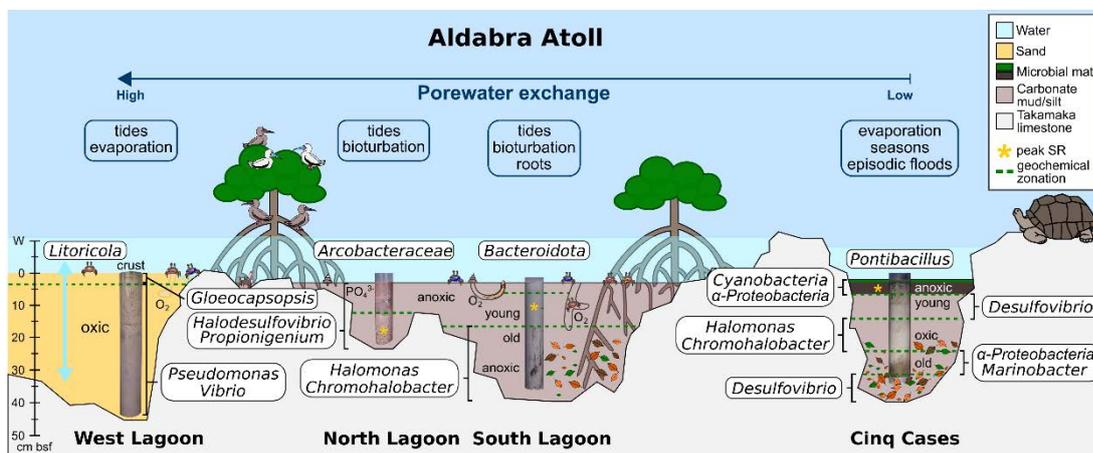 Aldabra Atoll
High
Porewater exchange
Low
tides
evaporation
tides
bioturbation
tides
bioturbation
roots
evaporation
seasons
episodic floods
Water
Sand
Microbial mat
Carbonate
mud/silt
Takamaka
limestone
peak SR
geochemical
zonation
W
0
10
20
30
40
50
cm bsf
Litoricola
crust
O₂
oxic
Gloeocapsopsis
Halodesulfovibrio
Propionigenium
Pseudomonas
Vibrio
West Lagoon
Arcobacteraceae
PO₄³⁻
North Lagoon
Bacteroidota
anoxic
O₂
young
O₂
old
anoxic
Halomonas
Chromohalobacter
South Lagoon
Pontibacillus
Cyanobacteria
α-Proteobacteria
anoxic
young
Desulfovibrio
Halomonas
Chromohalobacter
oxic
old
α-Proteobacteria
Marinobacter
Desulfovibrio
Cinq Cases